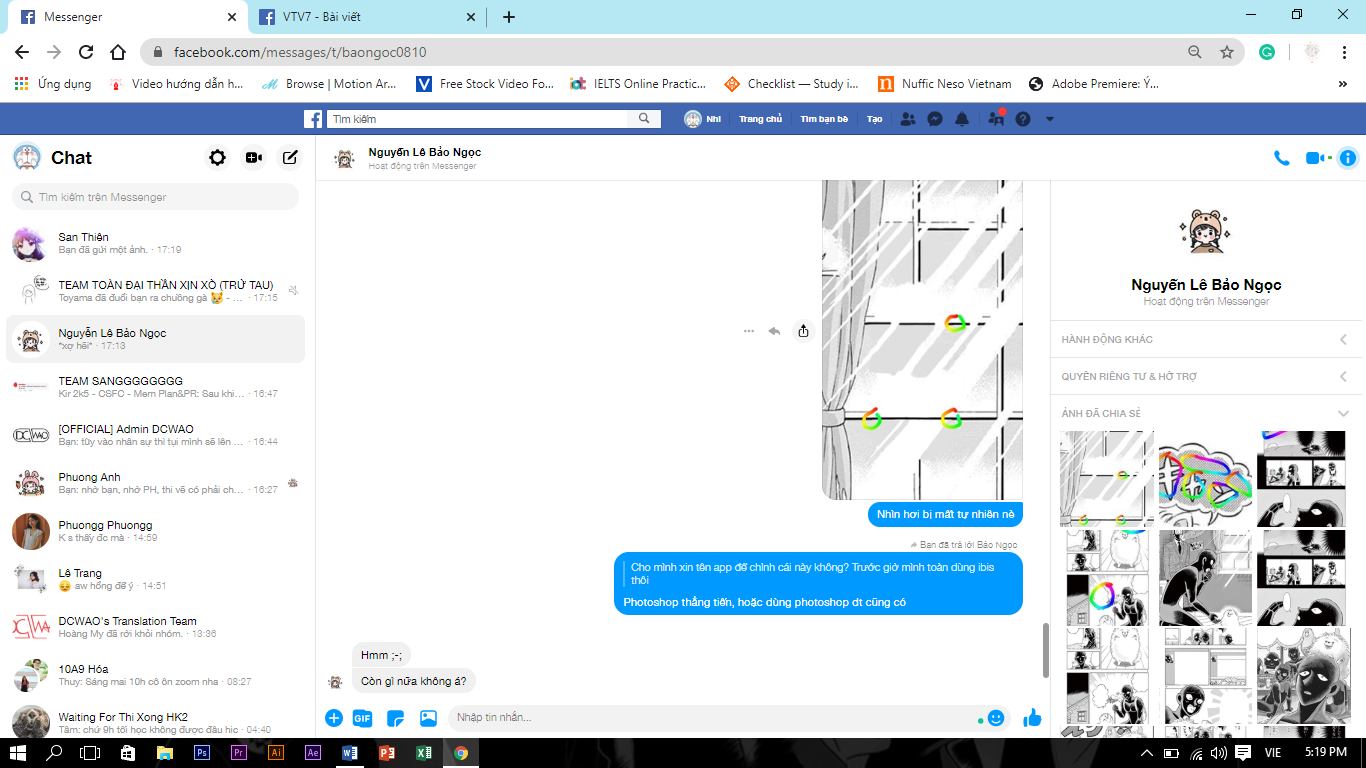 Messenger
VTV7 - Bài viết
facebook.com/messages/t/baongoc0810
Ứng dụng
Video hướng dẫn h...
Browse | Motion Ar...
Free Stock Video Fo...
IELTS Online Practic...
Checklist — Study i...
Nuffic Neso Vietnam
Adobe Premiere: Ý,...
Tìm kiếm
Nhi
Trang chủ
Tìm bạn bè
Tạo
Chat
Tìm kiếm trên Messenger
San Thiên
Bạn đã gửi một ảnh. · 17:19
TEAM TOÀN ĐẠI THẦN XIN XÒ (TRỪ TAU)
Toyama đã đuổi bạn ra chuồng gà 😿 - ... · 17:15
Nguyễn Lê Bảo Ngọc
*xợ hêi* · 17:13
TEAM SANGGGGGGGG
Kir 2k5 - CSFC - Mem Plan&PR: Sau khi... · 16:47
[OFFICIAL] Admin DCWAO
Bạn: tùy vào nhân sự thì tụi mình sẽ lên ... · 16:44
Phuong Anh
Bạn: nhờ bạn, nhờ PH, thi vẽ có phải ch... · 16:27
Phuongg Phuongg
K s thấy đc mà · 14:59
Lê Trang
😔 aw hổng để ý · 14:51
DCWAO's Translation Team
Hoàng My đã rời khỏi nhóm. · 13:36
10A9 Hóa
Thuy: Sáng mai 10h cô ôn zoom nha · 08:27
Waiting For Thi Xong HK2
Tâm: chứ 9h tôi học không được đâu hic · 04:40
Nguyễn Lê Bảo Ngọc
Hoạt động trên Messenger
Nhìn hơi bị mất tự nhiên nè
Bạn đã trả lời Bảo Ngọc
Cho mình xin tên app để chỉnh cái này không? Trước giờ mình toàn dùng ibis
thôi
Photoshop thẳng tiến, hoặc dùng photoshop dt cũng có
Hmm ;-;
Còn gì nữa không á?
GIF
Nhập tin nhắn...
Nguyễn Lê Bảo Ngọc
Hoạt động trên Messenger
HÀNH ĐỘNG KHÁC
QUYỀN RIÊNG TƯ & HỖ TRỢ
ẢNH ĐÃ CHIA SẺ
Ps
Pr
Ai
Ae
VIE
5:19 PM